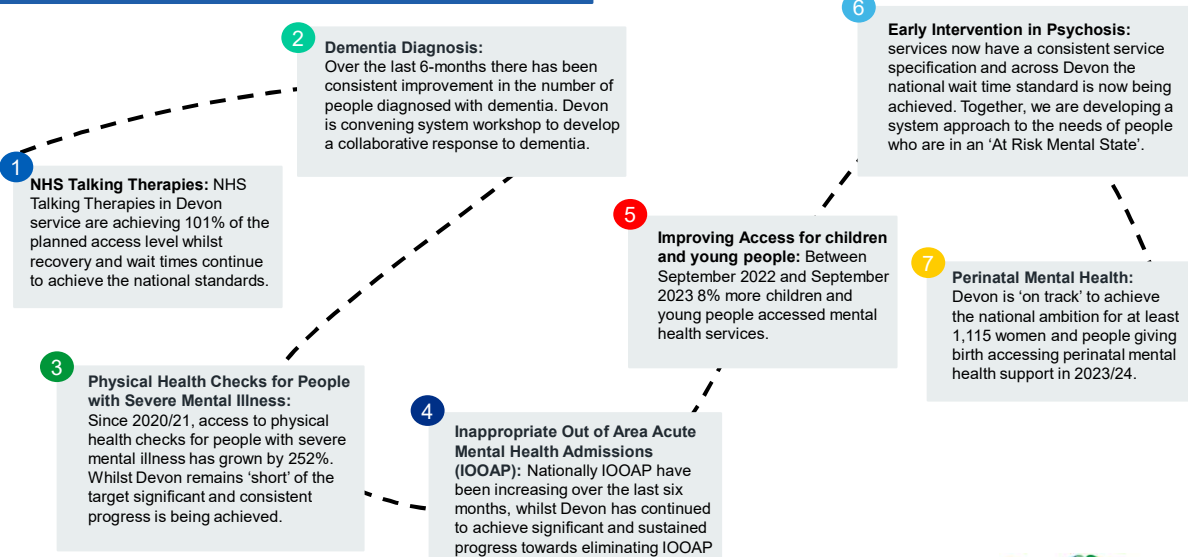 1
NHS Talking Therapies: NHS
Talking Therapies in Devon
service are achieving 101% of the
planned access level whilst
recovery and wait times continue
to achieve the national standards.
2
Dementia Diagnosis:
Over the last 6-months there has been
consistent improvement in the number of
people diagnosed with dementia. Devon
is convening system workshop to develop
a collaborative response to dementia.
3
Physical Health Checks for People
with Severe Mental Illness:
Since 2020/21, access to physical
health checks for people with severe
mental illness has grown by 252%.
Whilst Devon remains ‘short’ of the
target significant and consistent
progress is being achieved.
4
Inappropriate Out of Area Acute
Mental Health Admissions
(IOOAP): Nationally IOOAP have
been increasing over the last six
months, whilst Devon has continued
to achieve significant and sustained
progress towards eliminating IOOAP
5
Improving Access for children
and young people: Between
September 2022 and September
2023 8% more children and
young people accessed mental
health services.
6
Early Intervention in Psychosis:
services now have a consistent service
specification and across Devon the
national wait time standard is now being
achieved. Together, we are developing a
system approach to the needs of people
who are in an ‘At Risk Mental State’.
7
Perinatal Mental Health:
Devon is ‘on track’ to achieve
the national ambition for at least
1,115 women and people giving
birth accessing perinatal mental
health support in 2023/24.